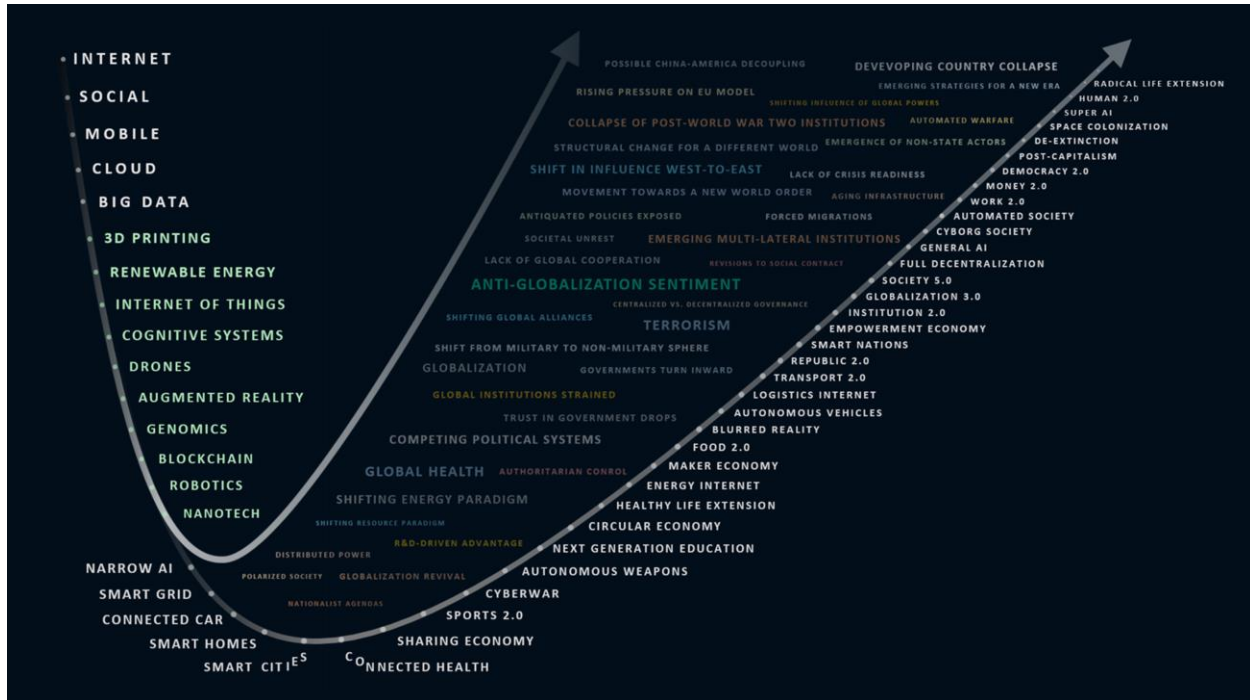 INTERNET
SOCIAL
MOBILE
CLOUD
BIG DATA
3D PRINTING
RENEWABLE ENERGY
INTERNET OF THINGS
COGNITIVE SYSTEMS
DRONES
AUGMENTED REALITY
GENOMICS
BLOCKCHAIN
ROBOTICS
NANOTECH
NARROW AI
SMART GRID
CONNECTED CAR
SMART HOMES
SMART CITIES
CONNECTED HEALTH
SHARING ECONOMY
SPORTS 2.0
CYBERWAR
AUTONOMOUS WEAPONS
NEXT GENERATION EDUCATION
CIRCULAR ECONOMY
HEALTHY LIFE EXTENSION
ENERGY INTERNET
MAKER ECONOMY
FOOD 2.0
BLURRED REALITY
AUTONOMOUS VEHICLES
LOGISTICS INTERNET
TRANSPORT 2.0
REPUBLIC 2.0
SMART NATIONS
EMPOWERMENT ECONOMY
INSTITUTION 2.0
GLOBALIZATION 3.0
SOCIETY 5.0
FULL DECENTRALIZATION
GENERAL AI
CYBORG SOCIETY
AUTOMATED SOCIETY
WORK 2.0
MONEY 2.0
DEMOCRACY 2.0
POST-CAPITALISM
DE-EXTINCTION
SPACE COLONIZATION
SUPER AI
HUMAN 2.0
RADICAL LIFE EXTENSION
POSSIBLE CHINA-AMERICA DECOUPLING
DEVEVOPING COUNTRY COLLAPSE
EMERGING STRATEGIES FOR A NEW ERA
RISING PRESSURE ON EU MODEL
SHIFTING INFLUENCE OF GLOBAL POWERS
COLLAPSE OF POST-WORLD WAR TWO INSTITUTIONS
AUTOMATED WARFARE
STRUCTURAL CHANGE FOR A DIFFERENT WORLD
EMERGENCE OF NON-STATE ACTORS
SHIFT IN INFLUENCE WEST-TO-EAST
LACK OF CRISIS READINESS
MOVEMENT TOWARDS A NEW WORLD ORDER
AGING INFRASTRUCTURE
ANTIQUATED POLICIES EXPOSED
FORCED MIGRATIONS
SOCIETAL UNREST
EMERGING MULTI-LATERAL INSTITUTIONS
LACK OF GLOBAL COOPERATION
REVISIONS TO SOCIAL CONTRACT
ANTI-GLOBALIZATION SENTIMENT
CENTRALIZED VS. DECENTRALIZED GOVERNANCE
SHIFTING GLOBAL ALLIANCES
TERRORISM
SHIFT FROM MILITARY TO NON-MILITARY SPHERE
GLOBALIZATION
GOVERNMENTS TURN INWARD
GLOBAL INSTITUTIONS STRAINED
TRUST IN GOVERNMENT DROPS
COMPETING POLITICAL SYSTEMS
GLOBAL HEALTH
AUTHORITARIAN CONROL
SHIFTING ENERGY PARADIGM
SHIFTING RESOURCE PARADIGM
R&D-DRIVEN ADVANTAGE
DISTRIBUTED POWER
POLARIZED SOCIETY
GLOBALIZATION REVIVAL
NATIONALIST AGENDAS